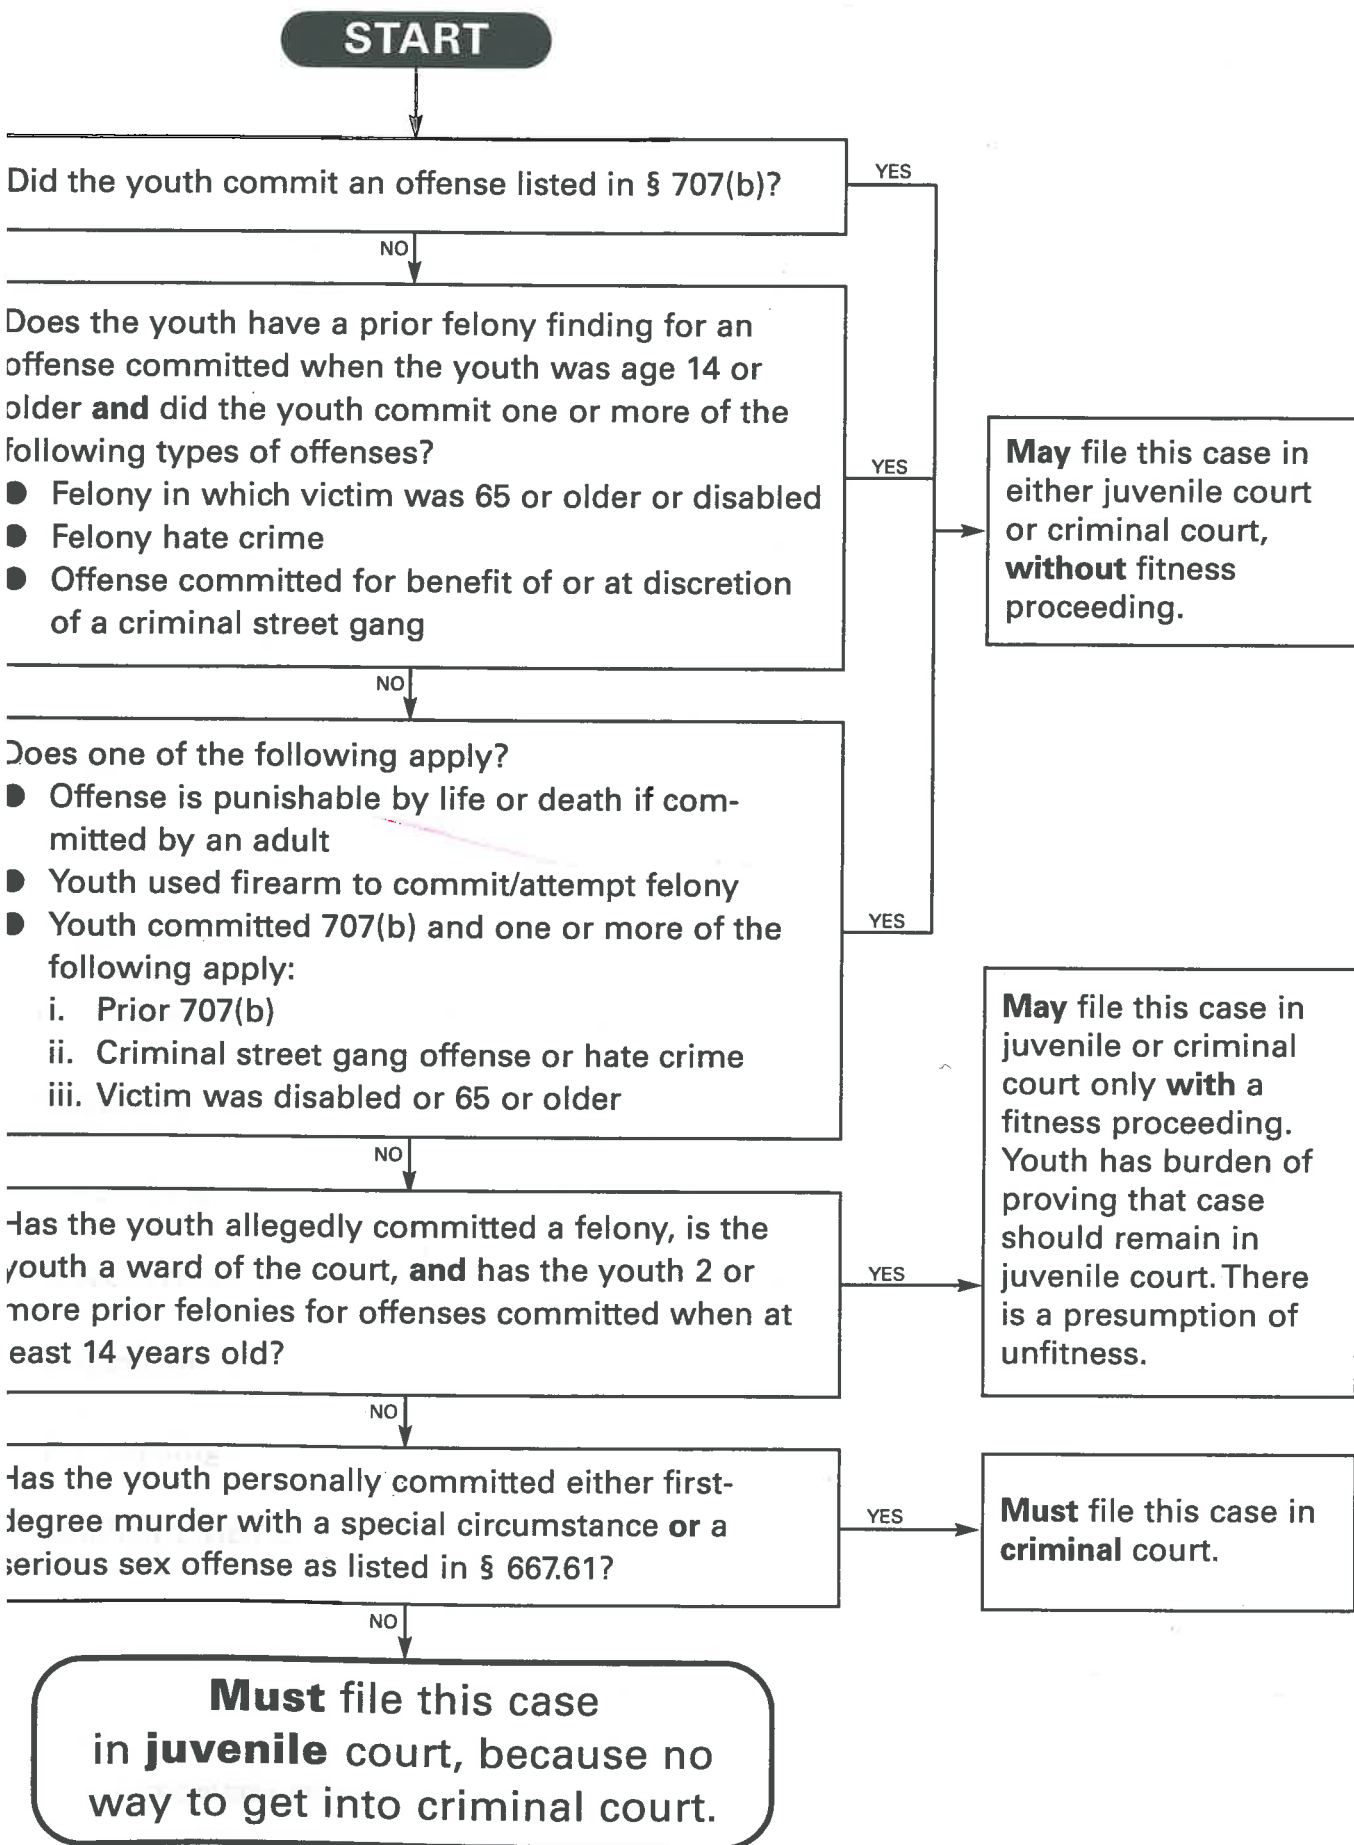 START
Did the youth commit an offense listed in § 707(b)?
YES
NO
Does the youth have a prior felony finding for an
offense committed when the youth was age 14 or
older and did the youth commit one or more of the
following types of offenses?
● Felony in which victim was 65 or older or disabled
● Felony hate crime
● Offense committed for benefit of or at discretion
of a criminal street gang
YES
May file this case in
either juvenile court
or criminal court,
without fitness
proceeding.
NO
Does one of the following apply?
● Offense is punishable by life or death if com-
mitted by an adult
● Youth used firearm to commit/attempt felony
● Youth committed 707(b) and one or more of the
following apply:
i. Prior 707(b)
ii. Criminal street gang offense or hate crime
iii. Victim was disabled or 65 or older
YES
NO
Has the youth allegedly committed a felony, is the
youth a ward of the court, and has the youth 2 or
more prior felonies for offenses committed when at
east 14 years old?
YES
May file this case in
juvenile or criminal
court only with a
fitness proceeding.
Youth has burden of
proving that case
should remain in
juvenile court. There
is a presumption of
unfitness.
NO
Has the youth personally committed either first-
degree murder with a special circumstance or a
serious sex offense as listed in § 667.61?
YES
Must file this case in
criminal court.
NO
Must file this case
in juvenile court, because no
way to get into criminal court.